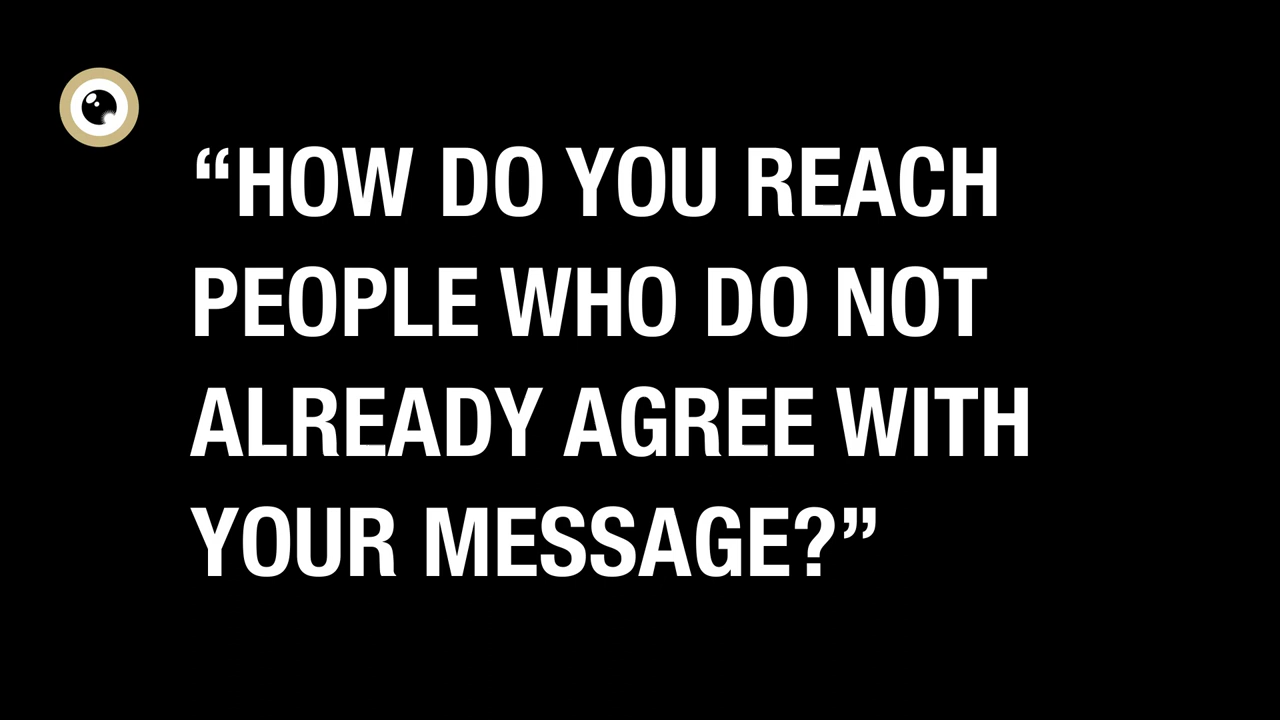 “HOW DO YOU REACH
PEOPLE WHO DO NOT
ALREADY AGREE WITH
YOUR MESSAGE?”